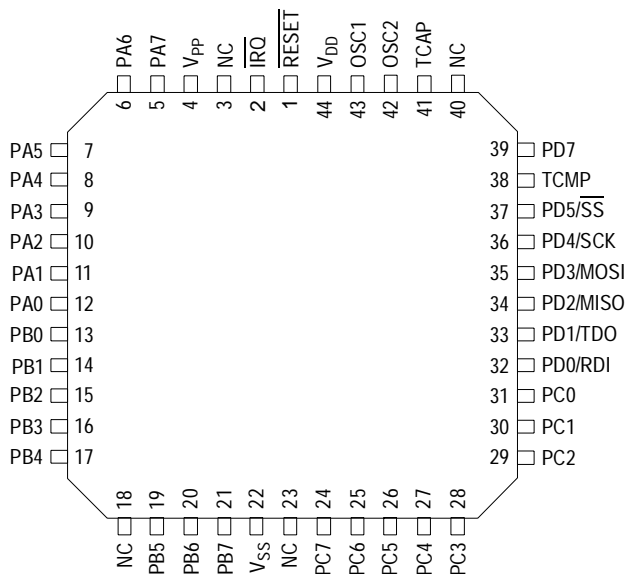 PA6 PA7 VPP NC I̅R̅Q̅ R̅E̅S̅E̅T̅ VDD OSC1 OSC2 TCAP NC
6 5 4 3 2 1 44 43 42 41 40
PA5 7 39 PD7
PA4 8 38 TCMP
PA3 9 37 PD5/S̅S̅
PA2 10 36 PD4/SCK
PA1 11 35 PD3/MOSI
PA0 12 34 PD2/MISO
PB0 13 33 PD1/TDO
PB1 14 32 PD0/RDI
PB2 15 31 PC0
PB3 16 30 PC1
PB4 17 29 PC2
18 19 20 21 22 23 24 25 26 27 28
NC PB5 PB6 PB7 VSS NC PC7 PC6 PC5 PC4 PC3